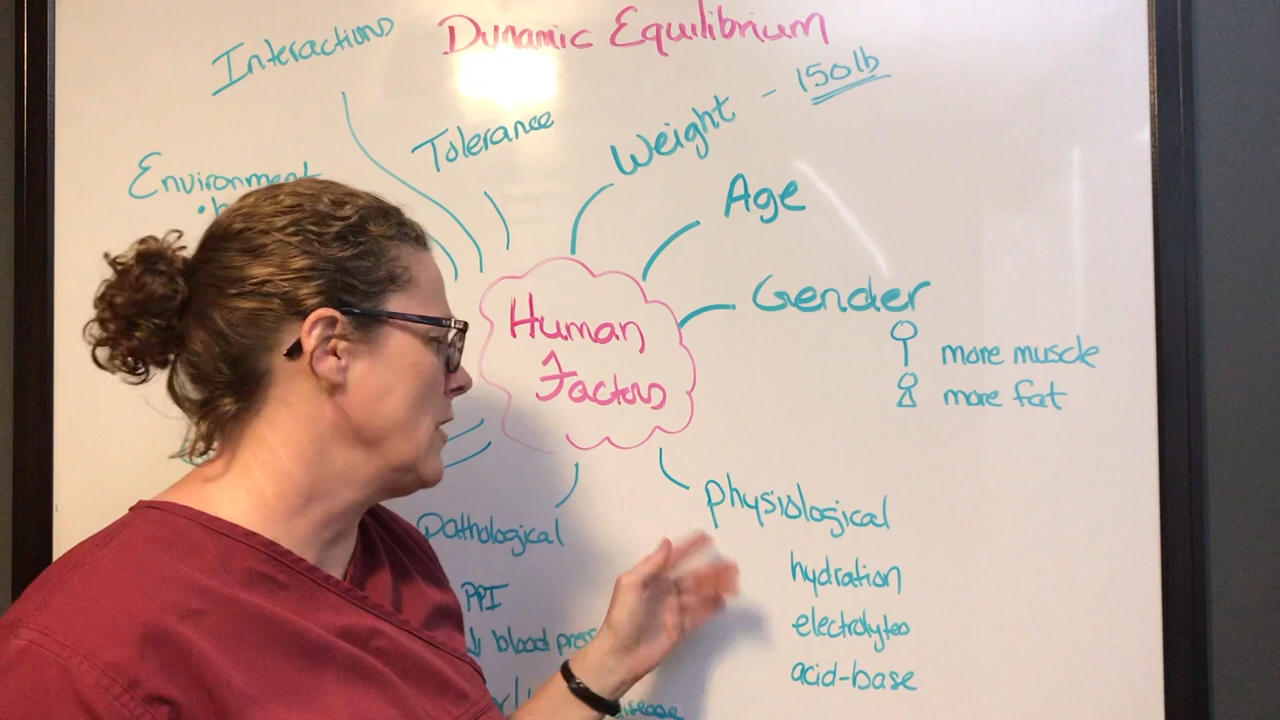 Dynamic Equilibrium
Interactions
Tolerance
Weight - 150lb
Environment
Age
Gender
more muscle
more fat
Human
Factors
Physiological
hydration
electrolytes
acid-base
Pathological
PPI
↓ blood
disease